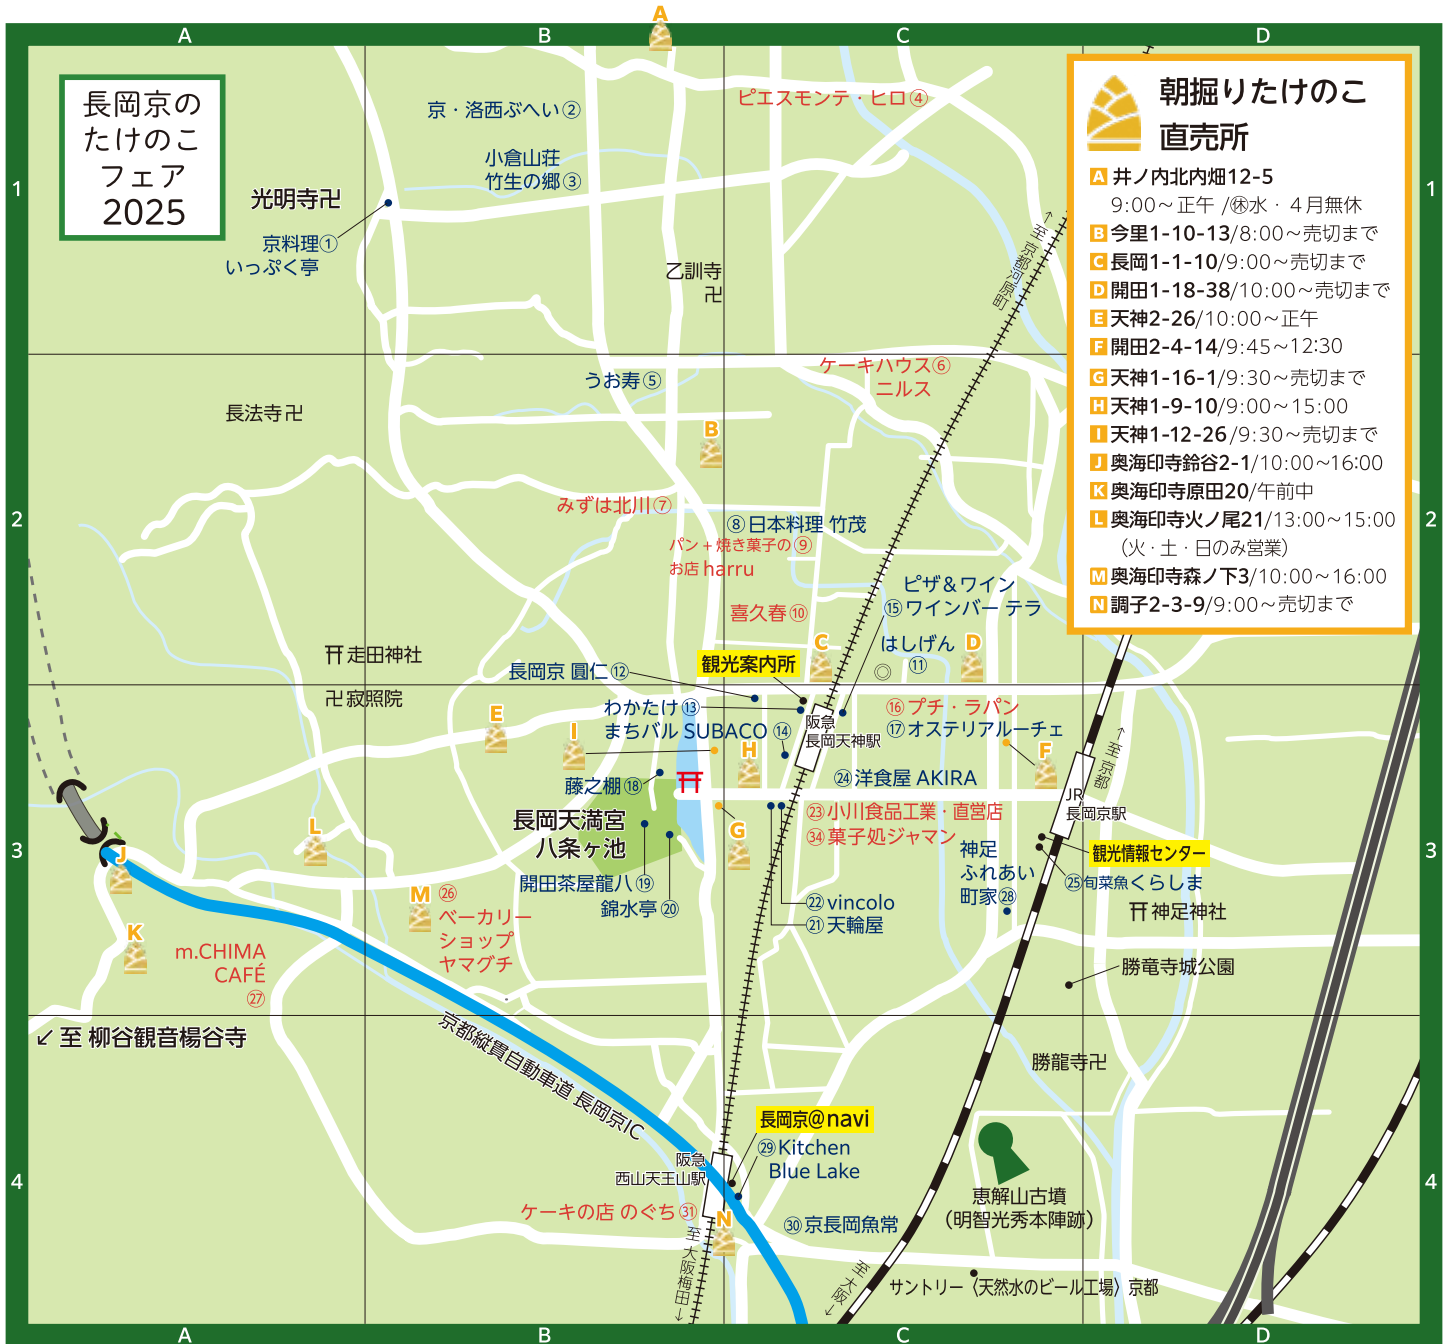 A
A
B
C
D
1
1
2
2
3
3
4
4
A
B
C
D
長岡京の
たけのこ
フェア
2025
朝掘りたけのこ
直売所
A 井ノ内北内畑12-5
9:00～正午 /㊡水・４月無休
B 今里1-10-13/8:00～売切まで
C 長岡1-1-10/9:00～売切まで
D 開田1-18-38/10:00～売切まで
E 天神2-26/10:00～正午
F 開田2-4-14/9:45～12:30
G 天神1-16-1/9:30～売切まで
H 天神1-9-10/9:00～15:00
I 天神1-12-26/9:30～売切まで
J 奥海印寺鈴谷2-1/10:00～16:00
K 奥海印寺原田20/午前中
L 奥海印寺火ノ尾21/13:00～15:00
（火・土・日のみ営業）
M 奥海印寺森ノ下3/10:00～16:00
N 調子2-3-9/9:00～売切まで
京・洛西ぶへい②
ピエスモンテ・ヒロ④
小倉山荘
竹生の郷③
光明寺卍
京料理①
いっぷく亭
乙訓寺
卍
←至 京都河原町
うお寿⑤
ケーキハウス⑥
ニルス
長法寺卍
B
みずは北川⑦
⑧日本料理 竹茂
パン＋焼き菓子の⑨
お店 harru
喜久春⑩
ピザ＆ワイン
⑮ワインバー テラ
はしげん
⑪
◎
C
D
走田神社
卍寂照院
長岡京 圓仁⑫
観光案内所
わかたけ⑬
まちバル SUBACO⑭
阪急
長岡天神駅
⑯プチ・ラパン
⑰オステリアルーチェ
E
I
H
F
←至 京都
藤之棚⑱
㉔洋食屋 AKIRA
JR
長岡京駅
長岡天満宮
八条ヶ池
G
㉓小川食品工業・直営店
㉞菓子処ジャマン
L
J
神足
ふれあい
町家㉘
観光情報センター
㉕旬菜魚くらしま
開田茶屋龍八⑲
錦水亭⑳
㉒vincolo
㉑天輪屋
神足神社
M
㉖
ベーカリー
ショップ
ヤマグチ
K
m.CHIMA
CAFÉ
㉗
勝竜寺城公園
↙至 柳谷観音楊谷寺
京都縦貫自動車道 長岡京IC
勝龍寺卍
長岡京@navi
㉙Kitchen
Blue Lake
阪急
西山天王山駅
ケーキの店 のぐち㉛
N
㉚京長岡魚常
恵解山古墳
（明智光秀本陣跡）
至 大阪梅田→
至 大阪→
サントリー〈天然水のビール工場〉京都